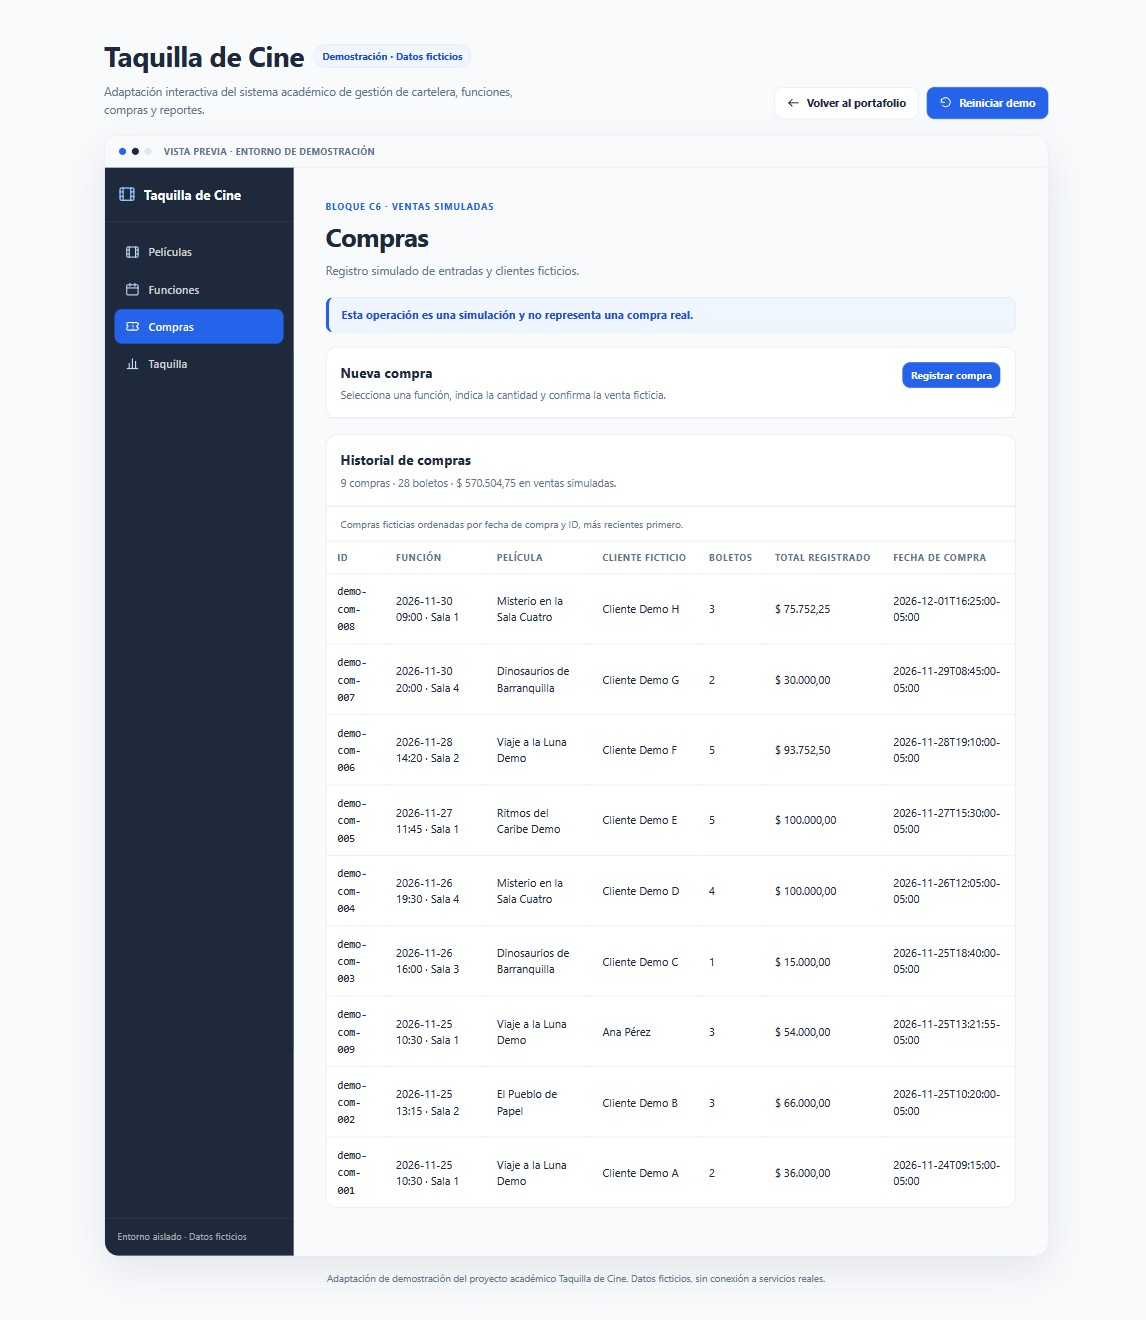 Taquilla de Cine
Demostración · Datos ficticios
Adaptación interactiva del sistema académico de gestión de cartelera, funciones,
compras y reportes.
Volver al portafolio
Reiniciar demo
VISTA PREVIA · ENTORNO DE DEMOSTRACIÓN
Taquilla de Cine
Películas
Funciones
Compras
Taquilla
Entorno aislado · Datos ficticios
BLOQUE C6 · VENTAS SIMULADAS
Compras
Registro simulado de entradas y clientes ficticios.
Esta operación es una simulación y no representa una compra real.
Nueva compra
Selecciona una función, indica la cantidad y confirma la venta ficticia.
Registrar compra
Historial de compras
9 compras · 28 boletos · $ 570.504,75 en ventas simuladas.
Compras ficticias ordenadas por fecha de compra y ID, más recientes primero.
ID FUNCIÓN PELÍCULA CLIENTE FICTICIO BOLETOS TOTAL REGISTRADO FECHA DE COMPRA
demo-
com-
008
2026-11-30
09:00 · Sala 1
Misterio en la
Sala Cuatro
Cliente Demo H
3
$ 75.752,25
2026-12-01T16:25:00-
05:00
demo-
com-
007
2026-11-30
20:00 · Sala 4
Dinosaurios de
Barranquilla
Cliente Demo G
2
$ 30.000,00
2026-11-29T08:45:00-
05:00
demo-
com-
006
2026-11-28
14:20 · Sala 2
Viaje a la Luna
Demo
Cliente Demo F
5
$ 93.752,50
2026-11-28T19:10:00-
05:00
demo-
com-
005
2026-11-27
11:45 · Sala 1
Ritmos del
Caribe Demo
Cliente Demo E
5
$ 100.000,00
2026-11-27T15:30:00-
05:00
demo-
com-
004
2026-11-26
19:30 · Sala 4
Misterio en la
Sala Cuatro
Cliente Demo D
4
$ 100.000,00
2026-11-26T12:05:00-
05:00
demo-
com-
003
2026-11-26
16:00 · Sala 3
Dinosaurios de
Barranquilla
Cliente Demo C
1
$ 15.000,00
2026-11-25T18:40:00-
05:00
demo-
com-
009
2026-11-25
10:30 · Sala 1
Viaje a la Luna
Demo
Ana Pérez
3
$ 54.000,00
2026-11-25T13:21:55-
05:00
demo-
com-
002
2026-11-25
13:15 · Sala 2
El Pueblo de
Papel
Cliente Demo B
3
$ 66.000,00
2026-11-25T10:20:00-
05:00
demo-
com-
001
2026-11-25
10:30 · Sala 1
Viaje a la Luna
Demo
Cliente Demo A
2
$ 36.000,00
2026-11-24T09:15:00-
05:00
Adaptación de demostración del proyecto académico Taquilla de Cine. Datos ficticios, sin conexión a servicios reales.